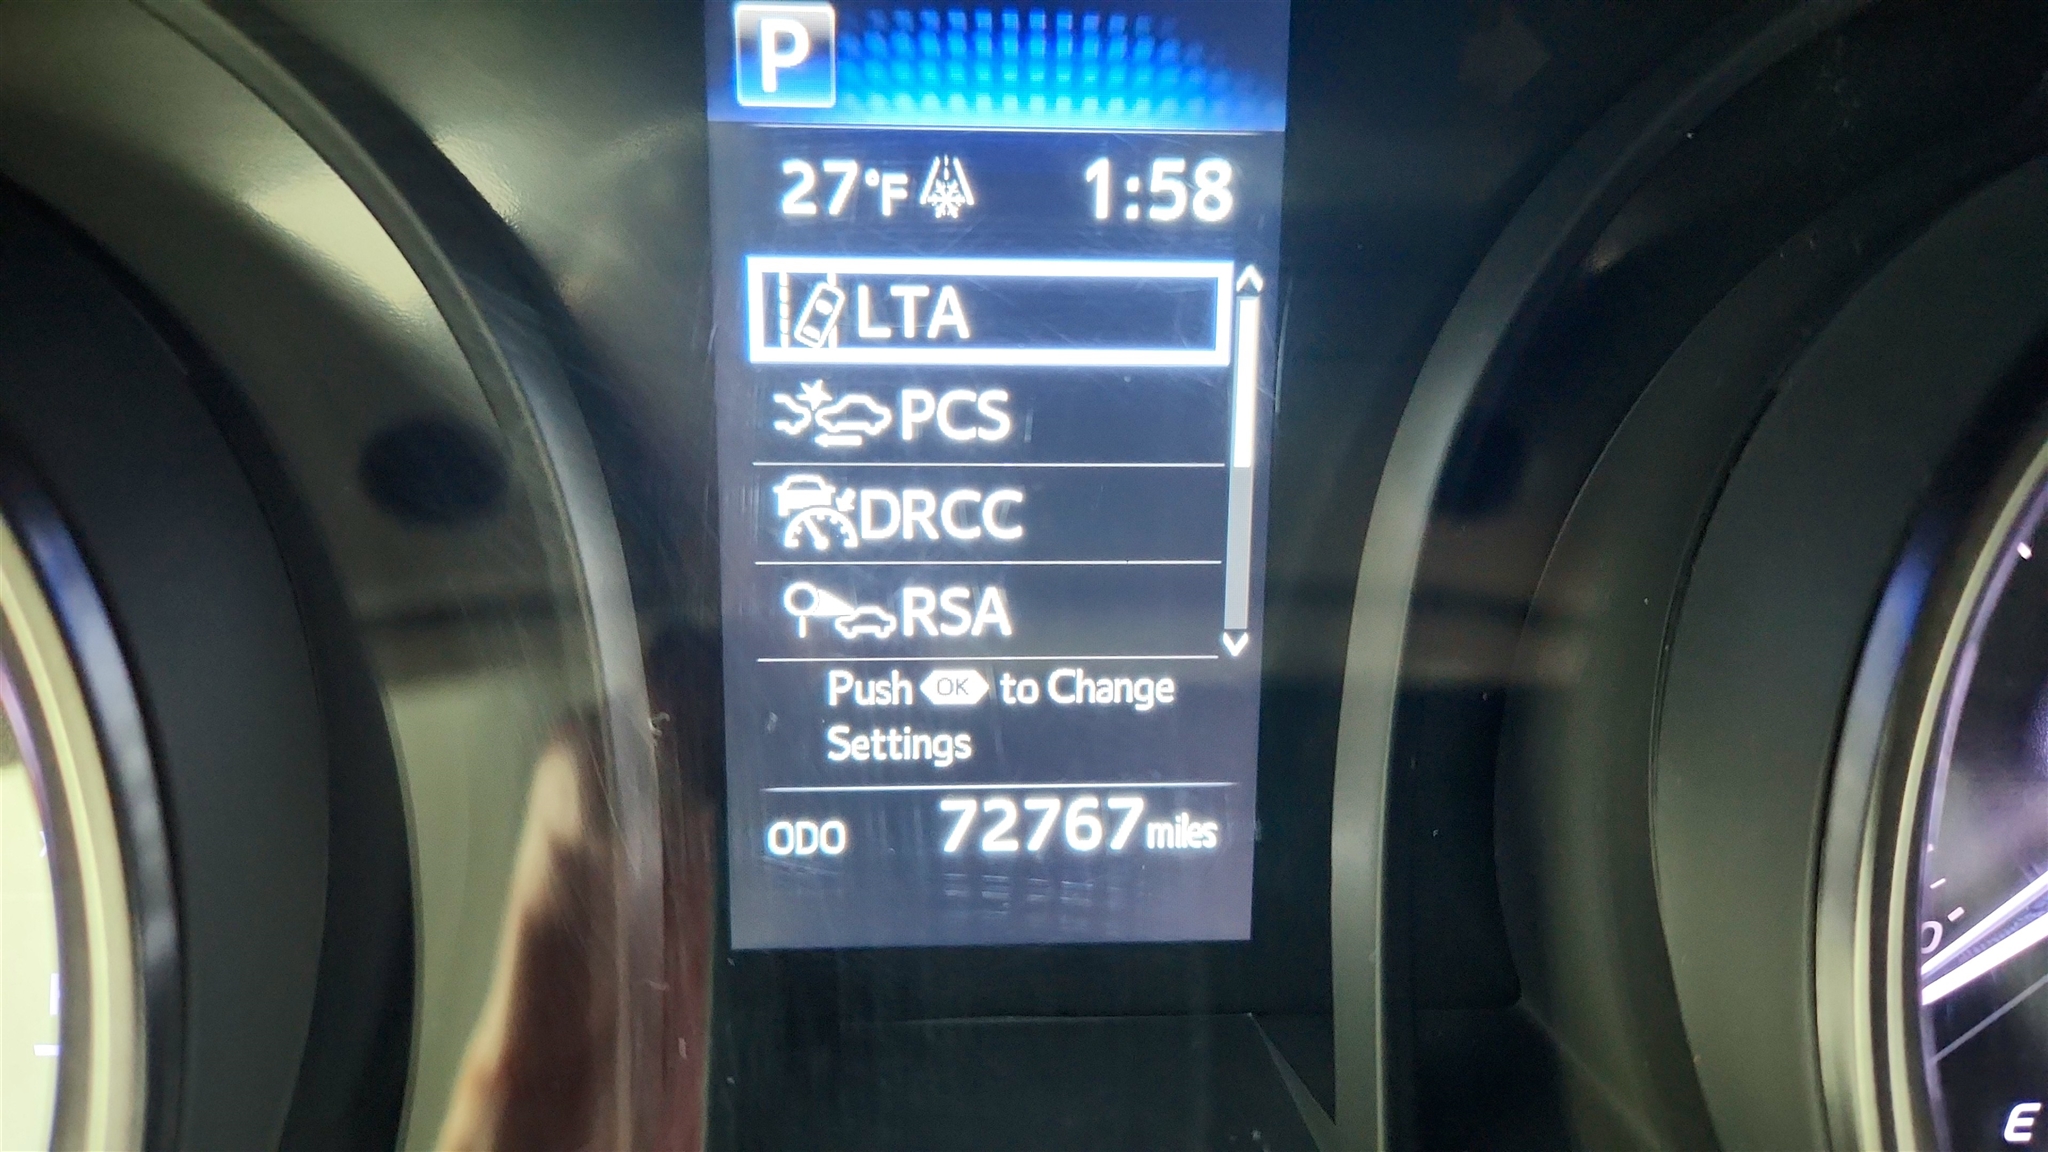 P
27°F 1:58
LTA
PCS
DRCC
RSA
Push OK to Change
Settings
ODO 72767 miles
E